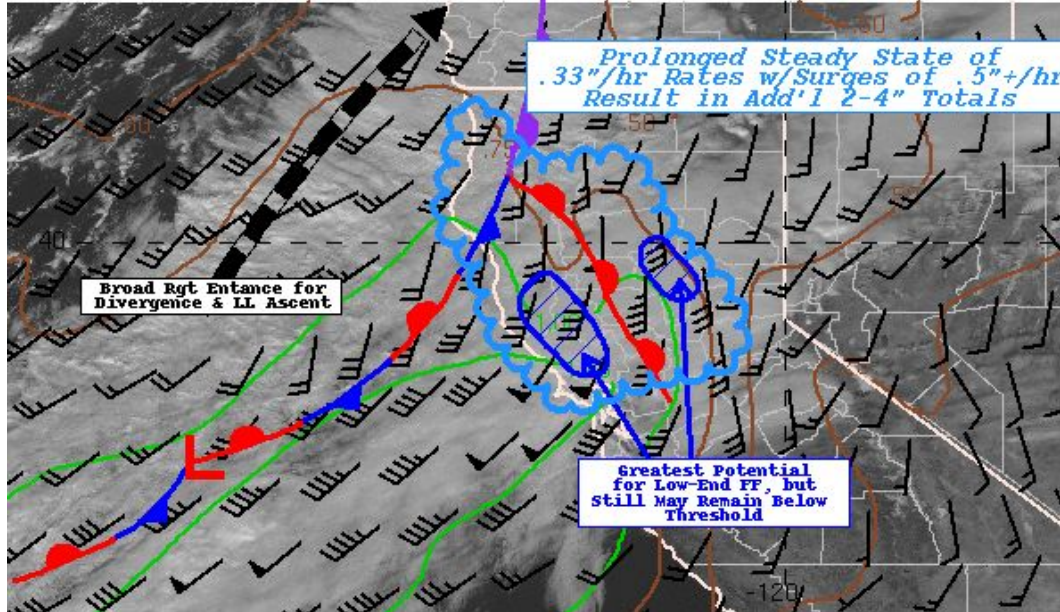 Prolonged Steady State of
.33"/hr Rates w/Surges of .5"+/hr
Result in Add'l 2-4" Totals
.50
.75
40
Broad Rgt Entance for
Divergence & LL Ascent
L
Greatest Potential
for Low-End FF, but
Still May Remain Below
Threshold
-120